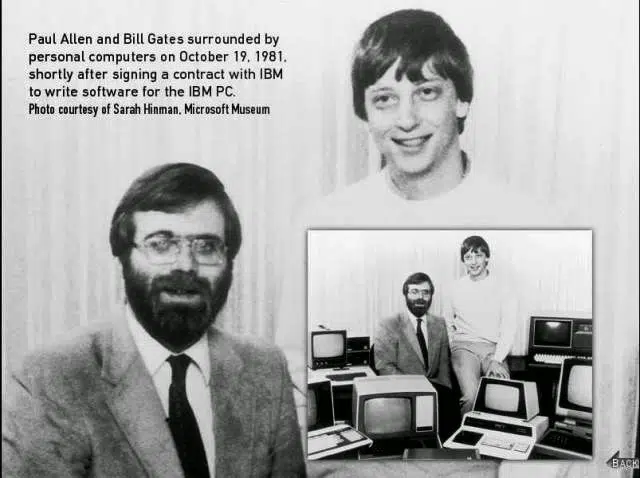 Paul Allen and Bill Gates surrounded by
personal computers on October 19, 1981,
shortly after signing a contract with IBM
to write software for the IBM PC.
Photo courtesy of Sarah Hinman, Microsoft Museum
BACK